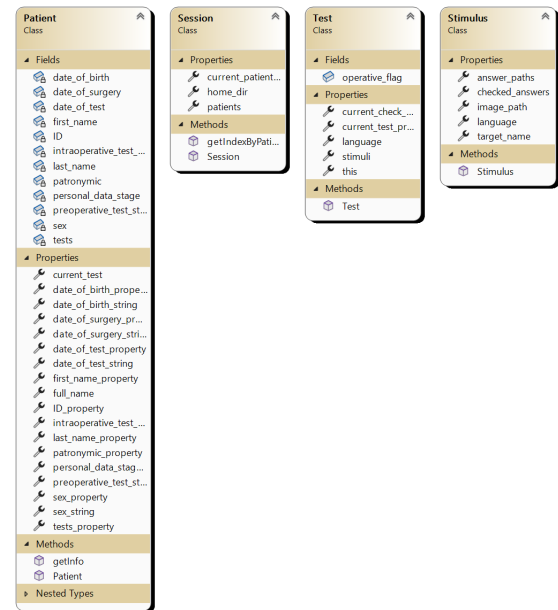 Patient
Class
Fields
date_of_birth
date_of_surgery
date_of_test
first_name
ID
intraoperative_test_...
last_name
patronymic
personal_data_stage
preoperative_test_st...
sex
tests
Properties
current_test
date_of_birth_prope...
date_of_birth_string
date_of_surgery_pr...
date_of_surgery_stri...
date_of_test_property
date_of_test_string
first_name_property
full_name
ID_property
intraoperative_test_...
last_name_property
patronymic_property
personal_data_stag...
preoperative_test_st...
sex_property
sex_string
tests_property
Methods
getInfo
Patient
Nested Types
Session
Class
Properties
current_patient...
home_dir
patients
Methods
getIndexByPati...
Session
Test
Class
Fields
operative_flag
Properties
current_check_...
current_test_pr...
language
stimuli
this
Methods
Test
Stimulus
Class
Properties
answer_paths
checked_answers
image_path
language
target_name
Methods
Stimulus